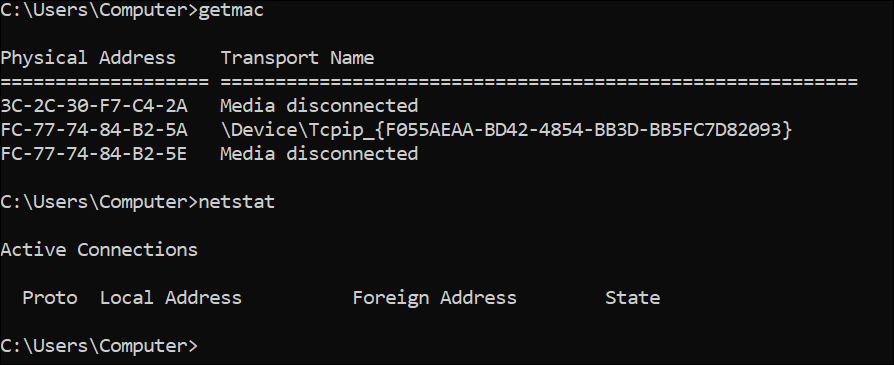 C:\Users\Computer>getmac
Physical Address    Transport Name
=================== ==========================================================
3C-2C-30-F7-C4-2A   Media disconnected
FC-77-74-84-B2-5A   \Device\Tcpip_{F055AEAA-BD42-4854-BB3D-BB5FC7D82093}
FC-77-74-84-B2-5E   Media disconnected
C:\Users\Computer>netstat
Active Connections
  Proto  Local Address          Foreign Address        State
C:\Users\Computer>